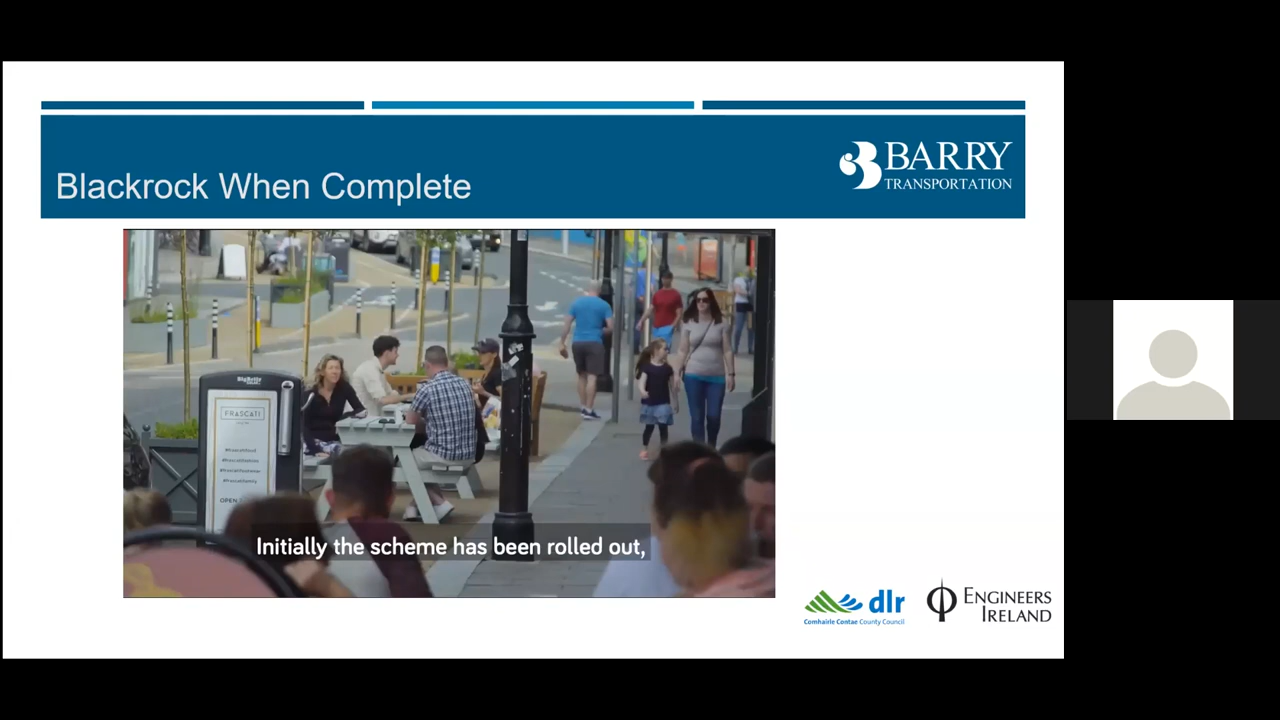 Blackrock When Complete
BARRY
TRANSPORTATION
FRASCATI
OPEN
Initially the scheme has been rolled out,
dlr
Comhairle Contae County Council
ENGINEERS
IRELAND